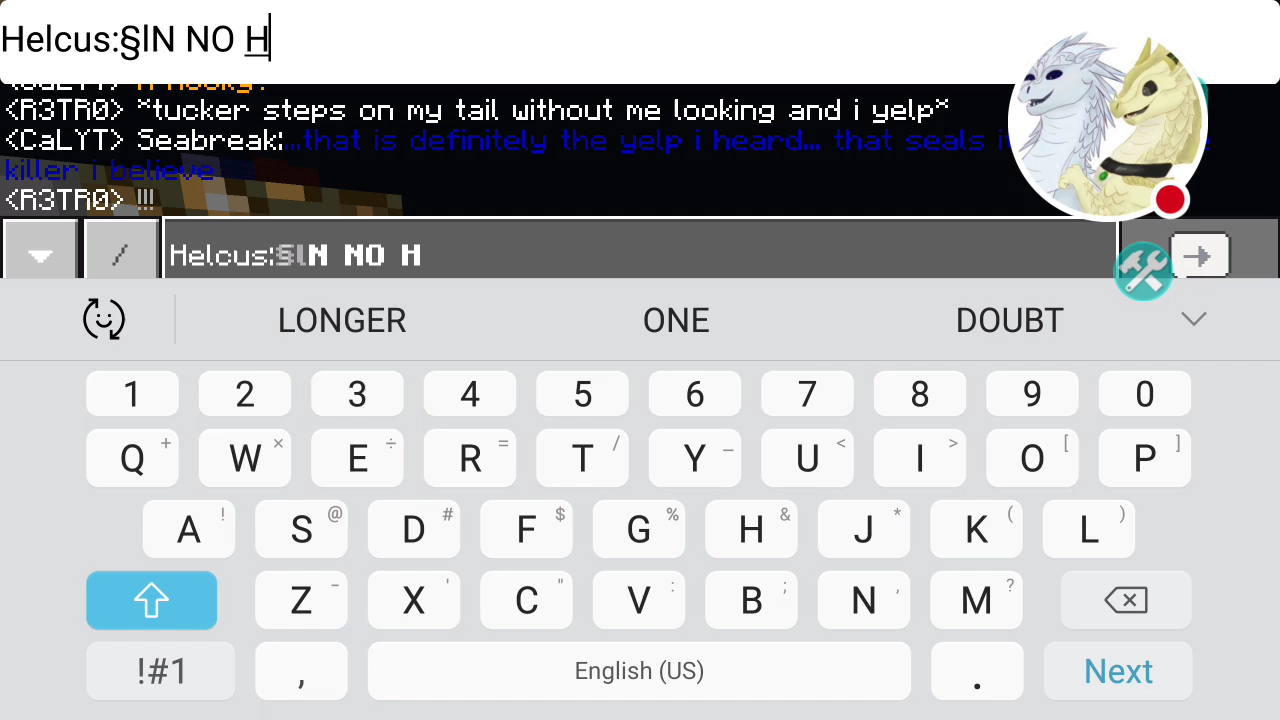 Helcus:§lN NO H
<CaLYT>
<R3TR0> *tucker steps on my tail without me looking and i yelp*
<CaLYT> Seabreak:...that is definitely the yelp i heard... that seals
killer i believe
<R3TR0> !!!
/
Helcus:§lN NO H
LONGER ONE DOUBT
1 2 3 4 5 6 7 8 9 0
Q + W × E ÷ R = T / Y _ U < I > O [ P ]
A ! S @ D # F $ G % H & J * K ( L )
Z - X ' C " V : B ; N , M ?
!#1 , English (US) . Next